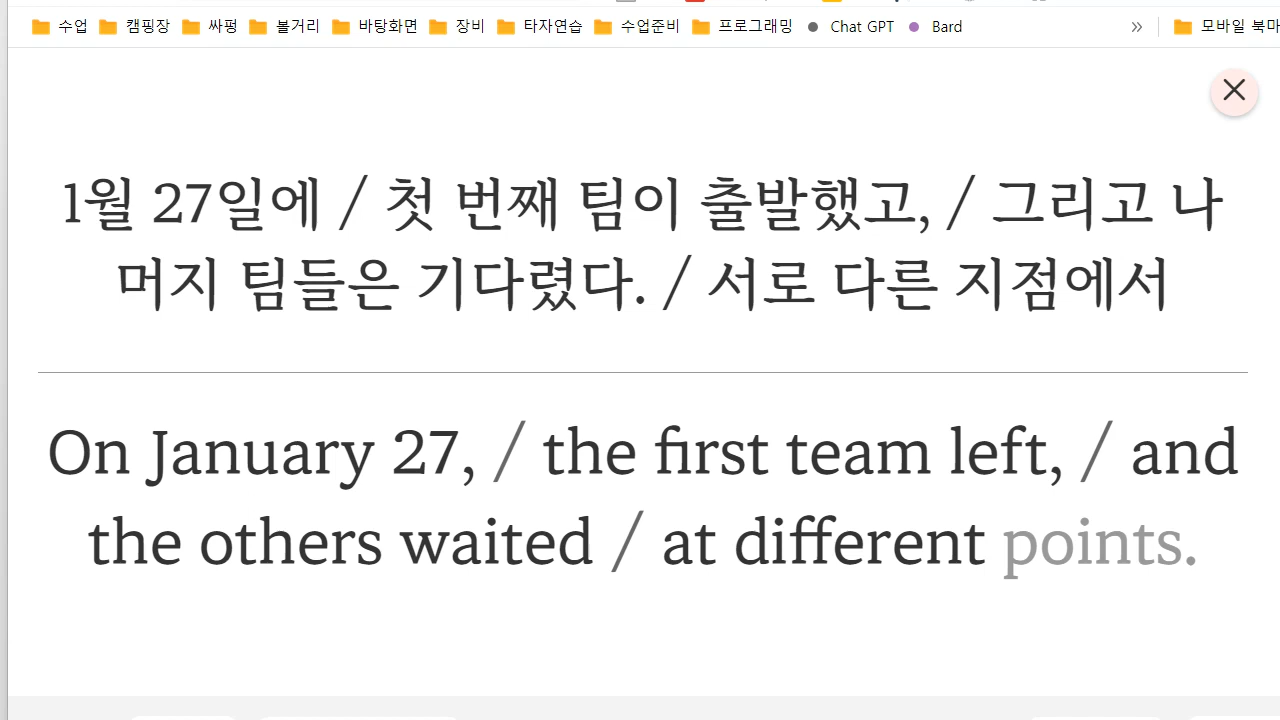 수업 캠핑장 싸펑 볼거리 바탕화면 장비 타자연습 수업준비 프로그래밍 Chat GPT Bard » 모바일 북마
1월 27일에 / 첫 번째 팀이 출발했고, / 그리고 나
머지 팀들은 기다렸다. / 서로 다른 지점에서
On January 27, / the first team left, / and
the others waited / at different points.